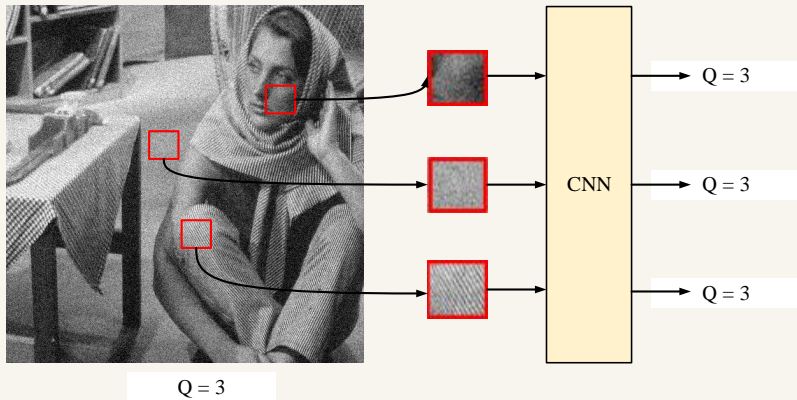 Q = 3
CNN
Q = 3
Q = 3
Q = 3